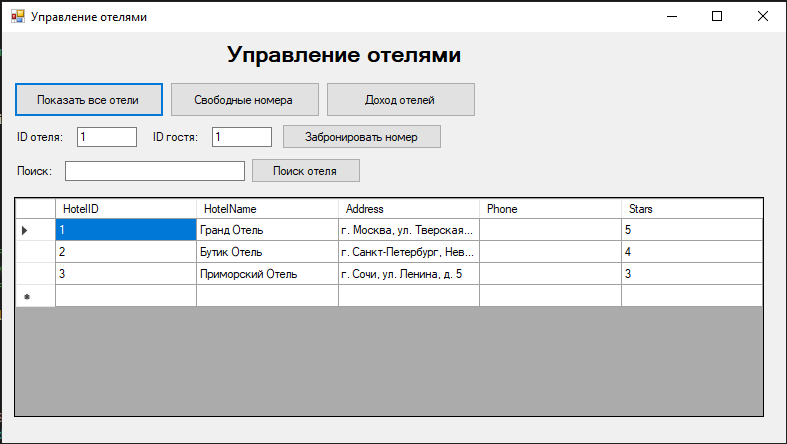 Управление отелями
Управление отелями
Показать все отели Свободные номера Доход отелей
ID отеля: 1 ID гостя: 1 Забронировать номер
Поиск: Поиск отеля
HotelID HotelName Address Phone Stars
1 Гранд Отель г. Москва, ул. Тверская... 5
2 Бутик Отель г. Санкт-Петербург, Нев... 4
3 Приморский Отель г. Сочи, ул. Ленина, д. 5 3